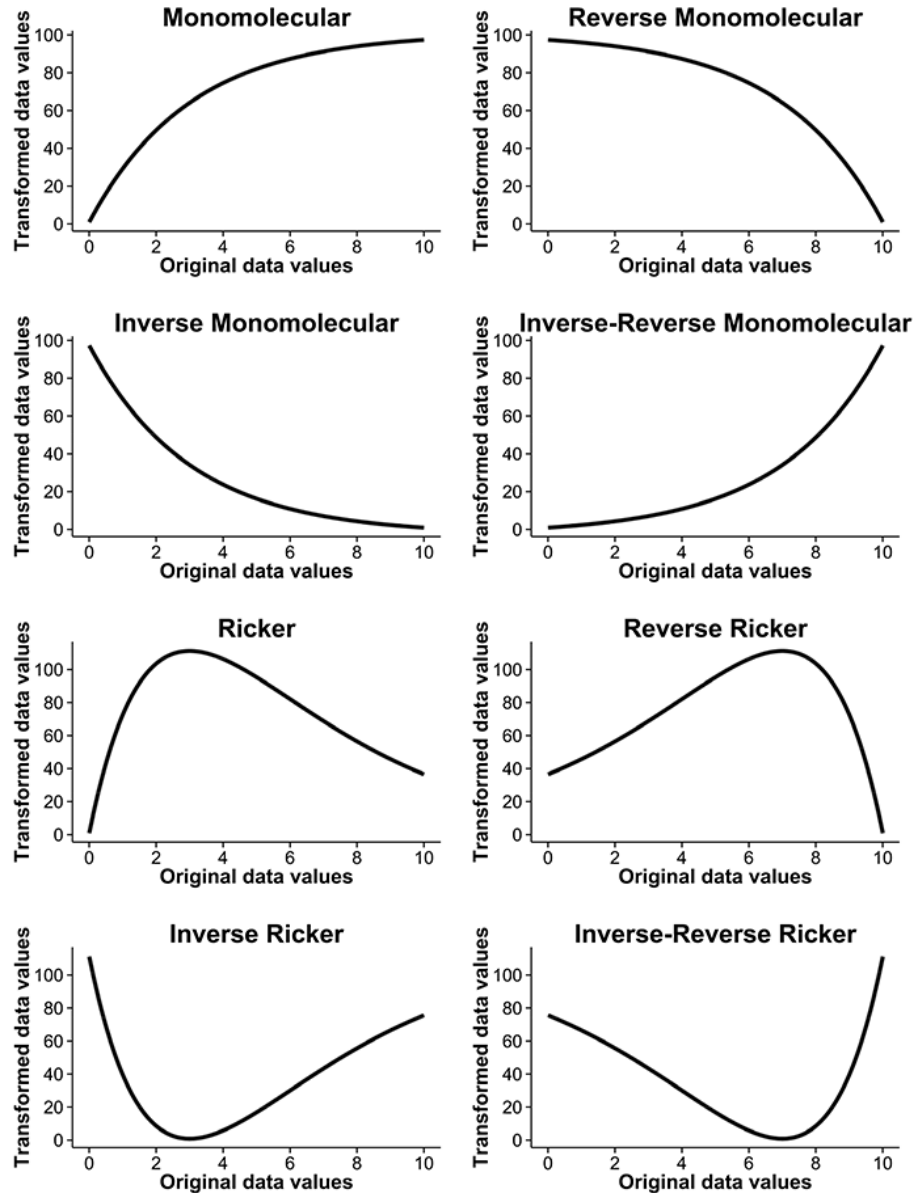 Monomolecular
Transformed data values
100
80
60
40
20
0
0 2 4 6 8 10
Original data values
Reverse Monomolecular
Transformed data values
100
80
60
40
20
0
0 2 4 6 8 10
Original data values
Inverse Monomolecular
Transformed data values
100
80
60
40
20
0
0 2 4 6 8 10
Original data values
Inverse-Reverse Monomolecular
Transformed data values
100
80
60
40
20
0
0 2 4 6 8 10
Original data values
Ricker
Transformed data values
100
80
60
40
20
0
0 2 4 6 8 10
Original data values
Reverse Ricker
Transformed data values
100
80
60
40
20
0
0 2 4 6 8 10
Original data values
Inverse Ricker
Transformed data values
100
80
60
40
20
0
0 2 4 6 8 10
Original data values
Inverse-Reverse Ricker
Transformed data values
100
80
60
40
20
0
0 2 4 6 8 10
Original data values